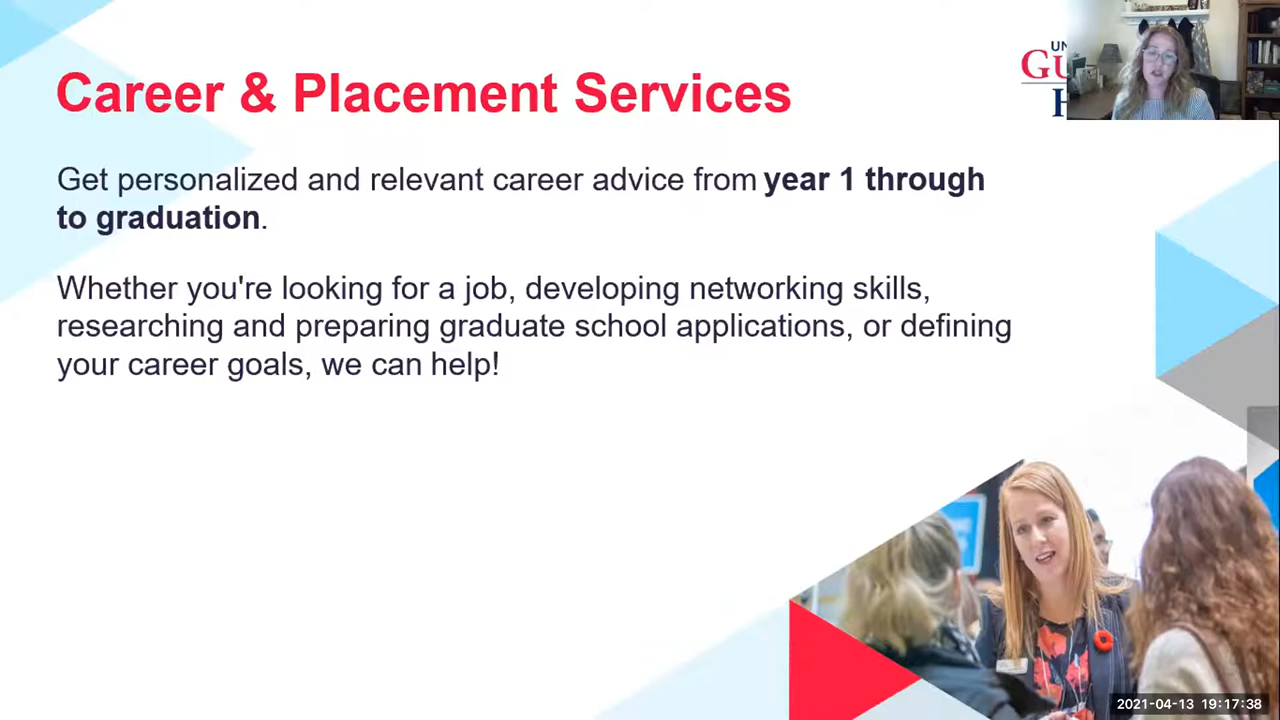 Career & Placement Services
Get personalized and relevant career advice from year 1 through
to graduation.
Whether you're looking for a job, developing networking skills,
researching and preparing graduate school applications, or defining
your career goals, we can help!
2021-04-13 19:17:38